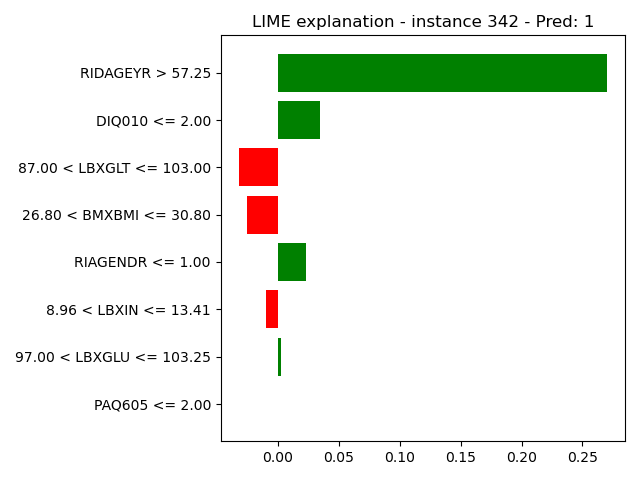 LIME explanation - instance 342 - Pred: 1
RIDAGEYR > 57.25
DIQ010 <= 2.00
87.00 < LBXGLT <= 103.00
26.80 < BMXBMI <= 30.80
RIAGENDR <= 1.00
8.96 < LBXIN <= 13.41
97.00 < LBXGLU <= 103.25
PAQ605 <= 2.00
0.00 0.05 0.10 0.15 0.20 0.25